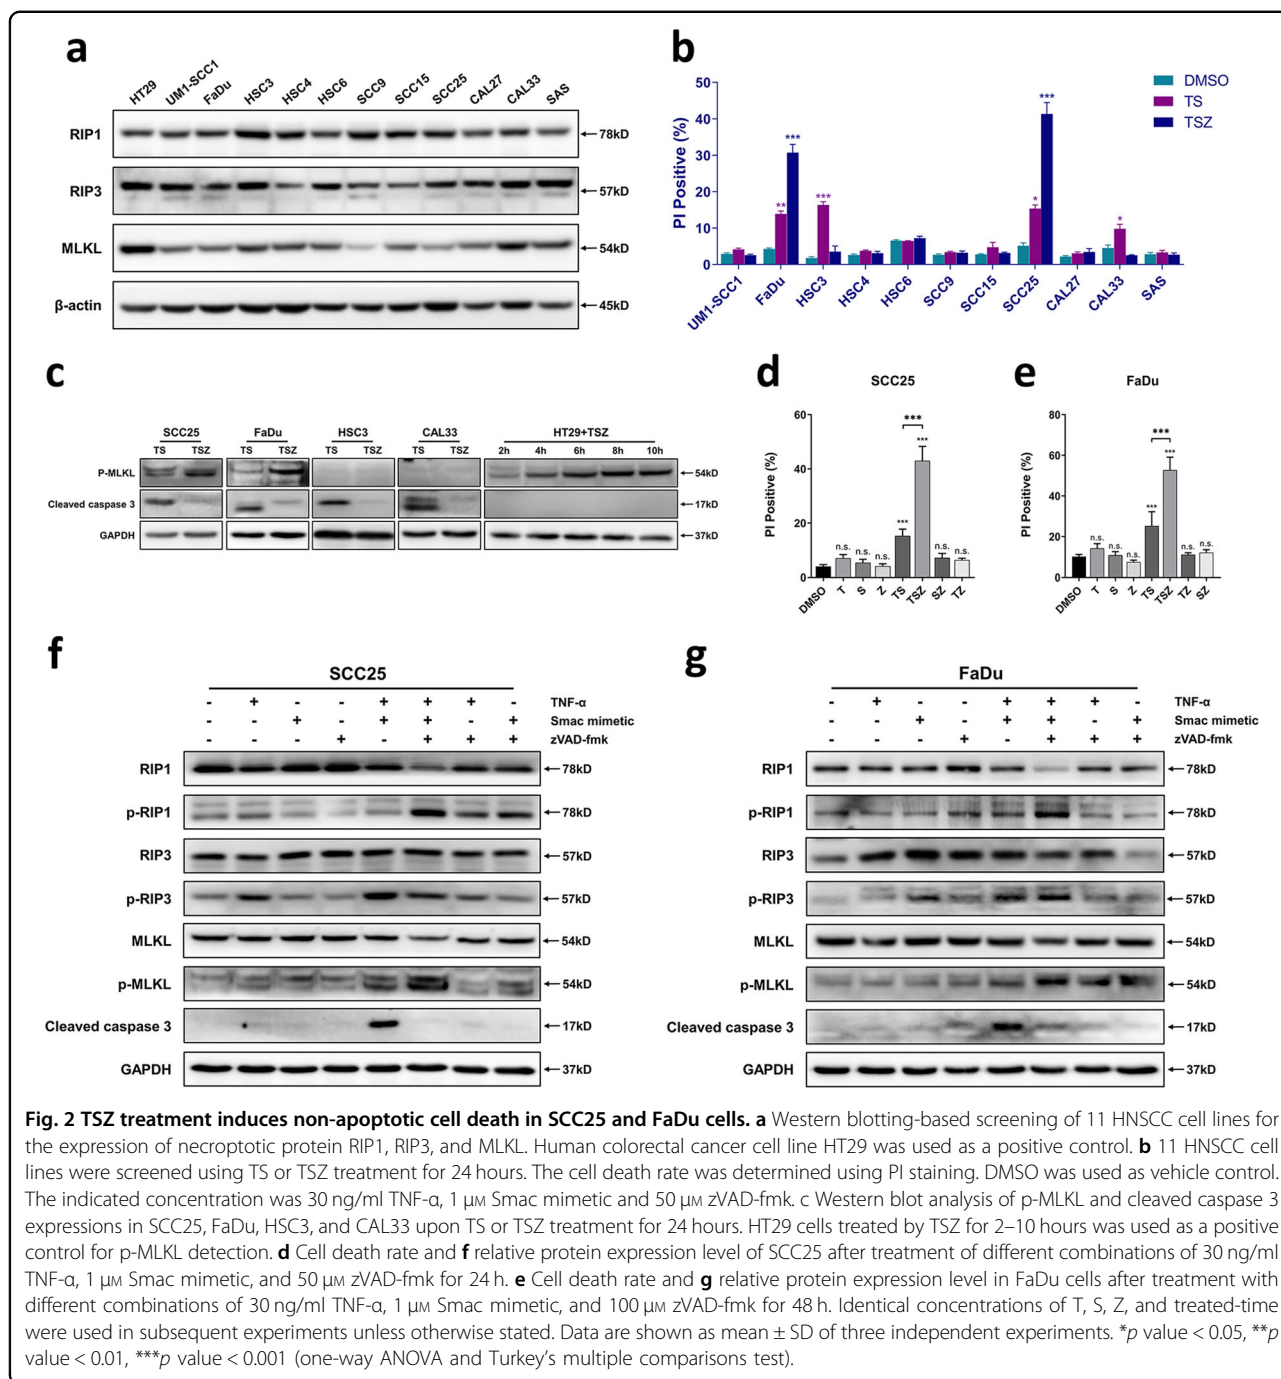 a
HT29 UM1-SCC1 FaDu HSC3 HSC4 HSC6 SCC9 SCC15 SCC25 CAL27 CAL33 SAS
RIP1 ←78kD
RIP3 ←57kD
MLKL ←54kD
β-actin ←45kD
b
DMSO
TS
TSZ
PI Positive (%)
50
40
30
20
10
0
** *** *** * *** *
UM1-SCC1 FaDu HSC3 HSC4 HSC6 SCC9 SCC15 SCC25 CAL27 CAL33 SAS
c
SCC25 FaDu HSC3 CAL33 HT29+TSZ
TS TSZ TS TSZ TS TSZ TS TSZ 2h 4h 6h 8h 10h
P-MLKL ←54kD
Cleaved caspase 3 ←17kD
GAPDH ←37kD
d
SCC25
PI Positive (%)
60
40
20
0
***
n.s. n.s. n.s. *** *** n.s. n.s.
DMSO T S Z TS TSZ SZ TZ
e
FaDu
PI Positive (%)
80
60
40
20
0
***
n.s. n.s. n.s. *** *** n.s. n.s.
DMSO T S Z TS TSZ TZ SZ
f
SCC25
- + - - + + + - TNF-α
- - + - + + - + Smac mimetic
- - - + - + + + zVAD-fmk
RIP1 ←78kD
p-RIP1 ←78kD
RIP3 ←57kD
p-RIP3 ←57kD
MLKL ←54kD
p-MLKL ←54kD
Cleaved caspase 3 ←17kD
GAPDH ←37kD
g
FaDu
- + - - + + + - TNF-α
- - + - + + - + Smac mimetic
- - - + - + + + zVAD-fmk
RIP1 ←78kD
p-RIP1 ←78kD
RIP3 ←57kD
p-RIP3 ←57kD
MLKL ←54kD
p-MLKL ←54kD
Cleaved caspase 3 ←17kD
GAPDH ←37kD
Fig. 2 TSZ treatment induces non-apoptotic cell death in SCC25 and FaDu cells. a Western blotting-based screening of 11 HNSCC cell lines for
the expression of necroptotic protein RIP1, RIP3, and MLKL. Human colorectal cancer cell line HT29 was used as a positive control. b 11 HNSCC cell
lines were screened using TS or TSZ treatment for 24 hours. The cell death rate was determined using PI staining. DMSO was used as vehicle control.
The indicated concentration was 30 ng/ml TNF-α, 1 μM Smac mimetic and 50 μM zVAD-fmk. c Western blot analysis of p-MLKL and cleaved caspase 3
expressions in SCC25, FaDu, HSC3, and CAL33 upon TS or TSZ treatment for 24 hours. HT29 cells treated by TSZ for 2–10 hours was used as a positive
control for p-MLKL detection. d Cell death rate and f relative protein expression level of SCC25 after treatment of different combinations of 30 ng/ml
TNF-α, 1 μM Smac mimetic, and 50 μM zVAD-fmk for 24 h. e Cell death rate and g relative protein expression level in FaDu cells after treatment with
different combinations of 30 ng/ml TNF-α, 1 μM Smac mimetic, and 100 μM zVAD-fmk for 48 h. Identical concentrations of T, S, Z, and treated-time
were used in subsequent experiments unless otherwise stated. Data are shown as mean ± SD of three independent experiments. *p value < 0.05, **p
value < 0.01, ***p value < 0.001 (one-way ANOVA and Turkey's multiple comparisons test).